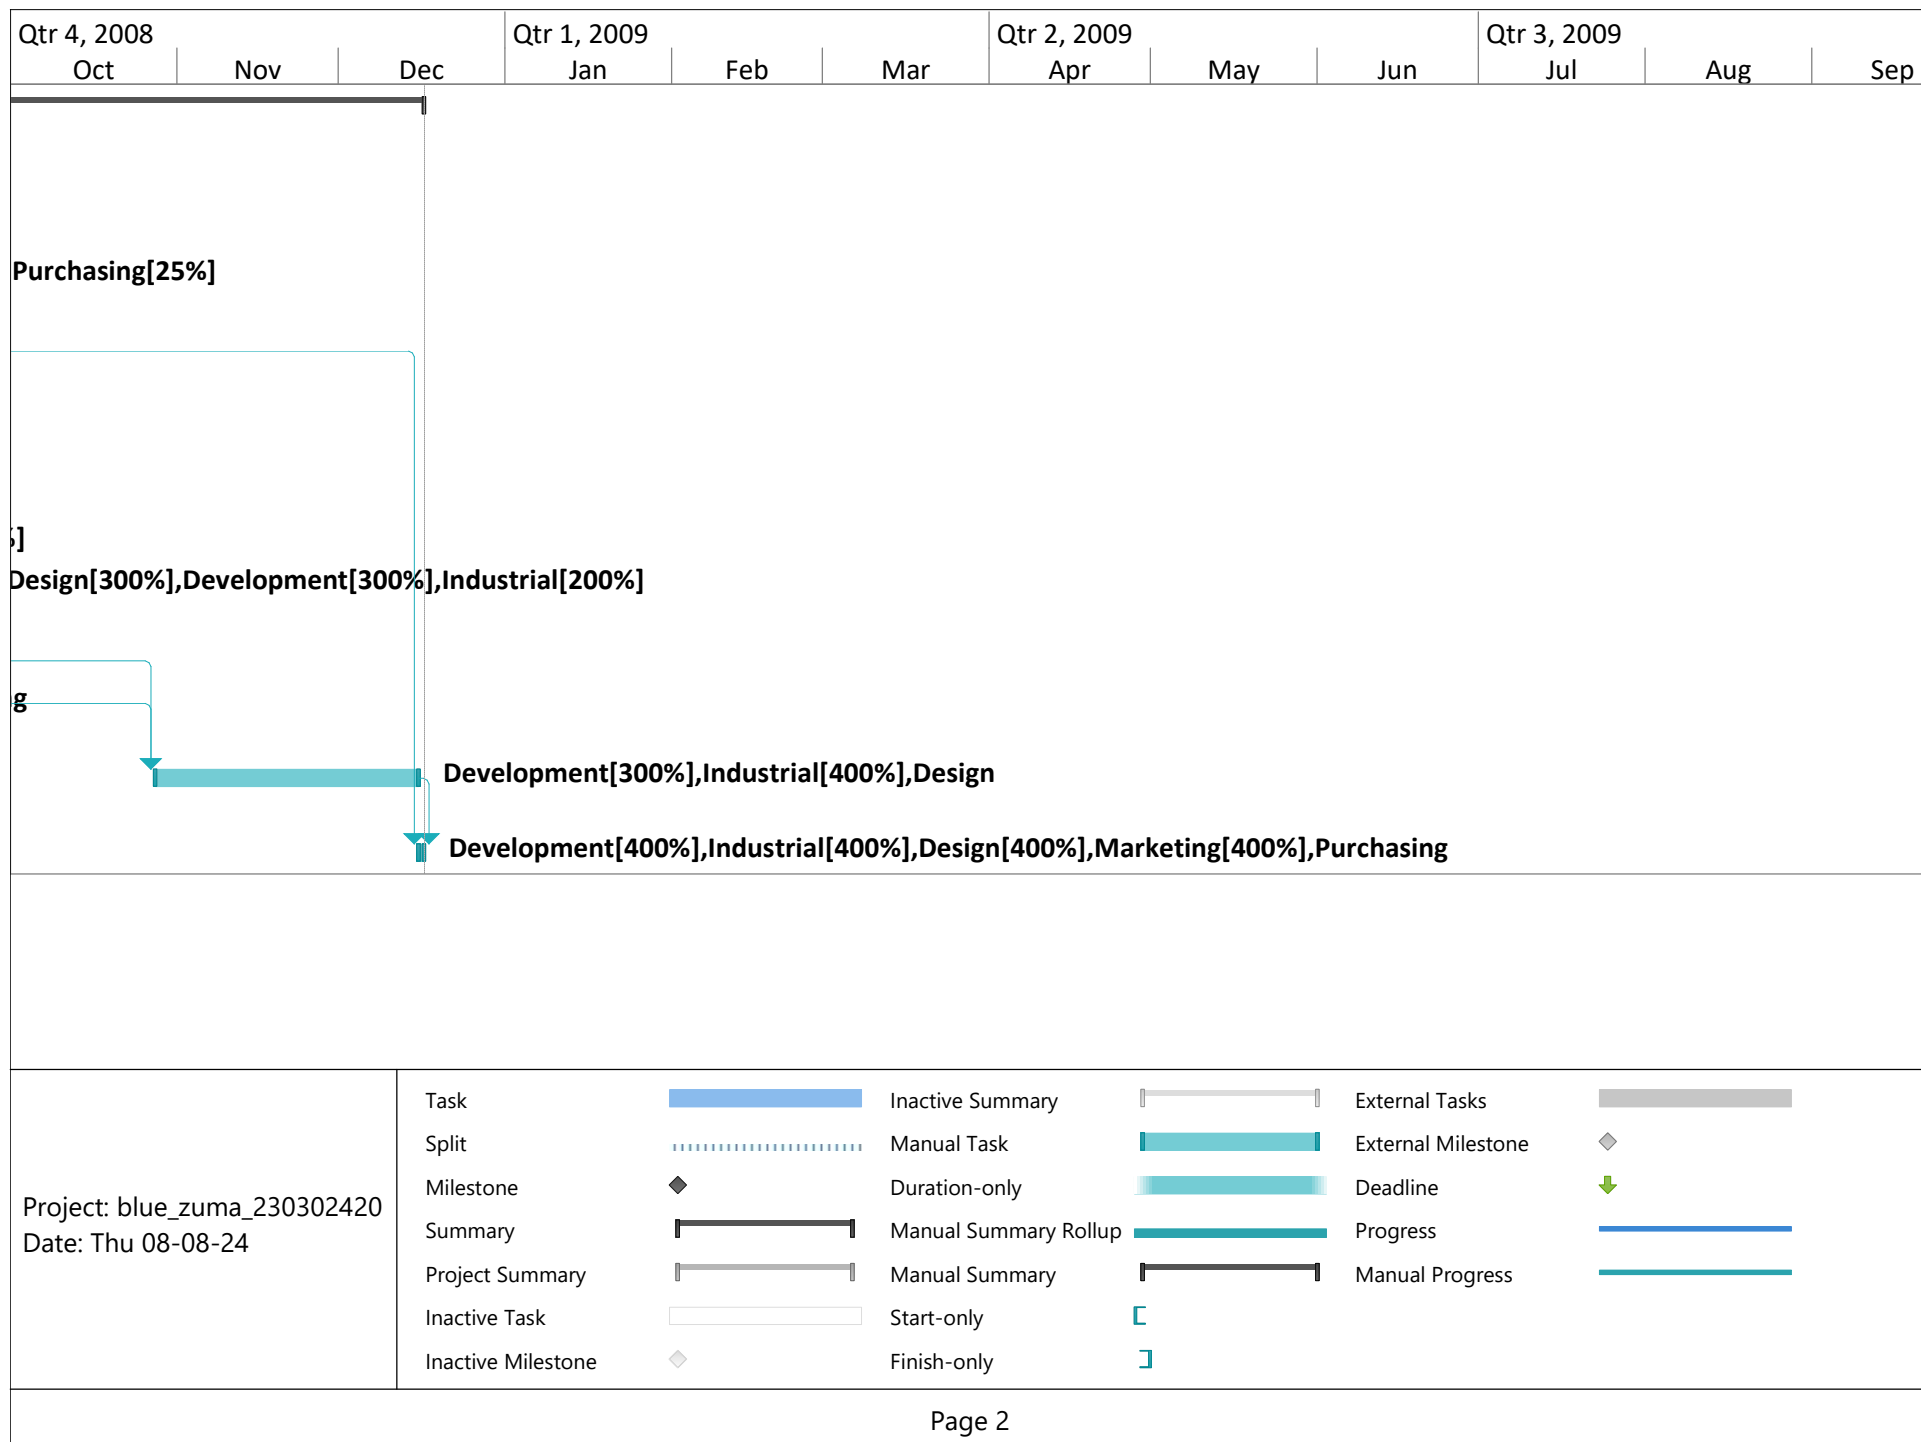 Qtr 4, 2008 Qtr 1, 2009 Qtr 2, 2009 Qtr 3, 2009
Oct Nov Dec Jan Feb Mar Apr May Jun Jul Aug Sep
Purchasing[25%]
]
Design[300%],Development[300%],Industrial[200%]
g
Development[300%],Industrial[400%],Design
Development[400%],Industrial[400%],Design[400%],Marketing[400%],Purchasing
Project: blue_zuma_230302420
Date: Thu 08-08-24
Task
Split
Milestone
Summary
Project Summary
Inactive Task
Inactive Milestone
Inactive Summary
Manual Task
Duration-only
Manual Summary Rollup
Manual Summary
Start-only
Finish-only
External Tasks
External Milestone
Deadline
Progress
Manual Progress
Page 2